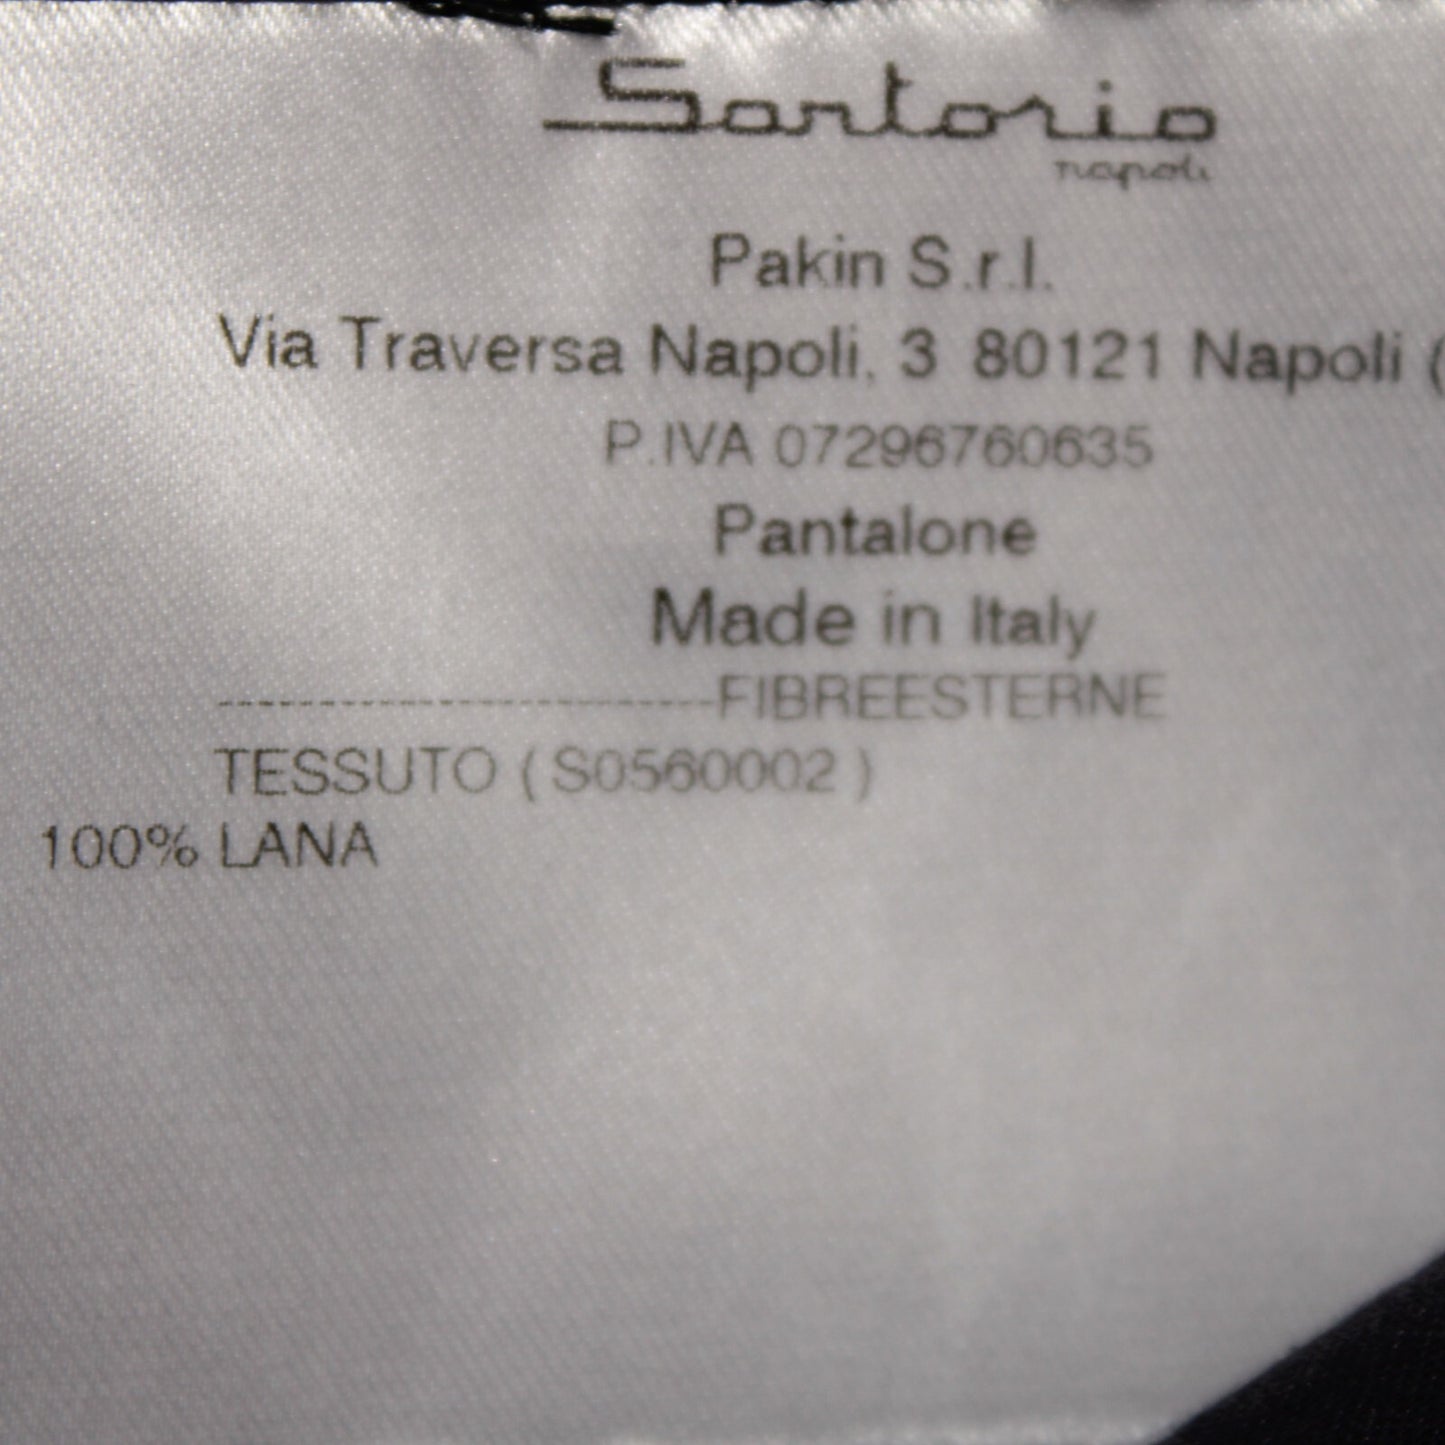 Sartorio
napoli
Pakin S.r.l.
Via Traversa Napoli, 3 80121 Napoli (
P.IVA 07296760635
Pantalone
Made in Italy
-----------------------------FIBREESTERNE
TESSUTO ( S0560002 )
100% LANA